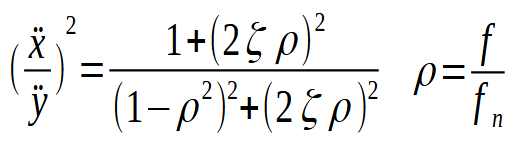 (ẍ/ÿ)² = (1+(2ζρ)²)/((1−ρ²)²+(2ζρ)²) ρ=f/fₙ